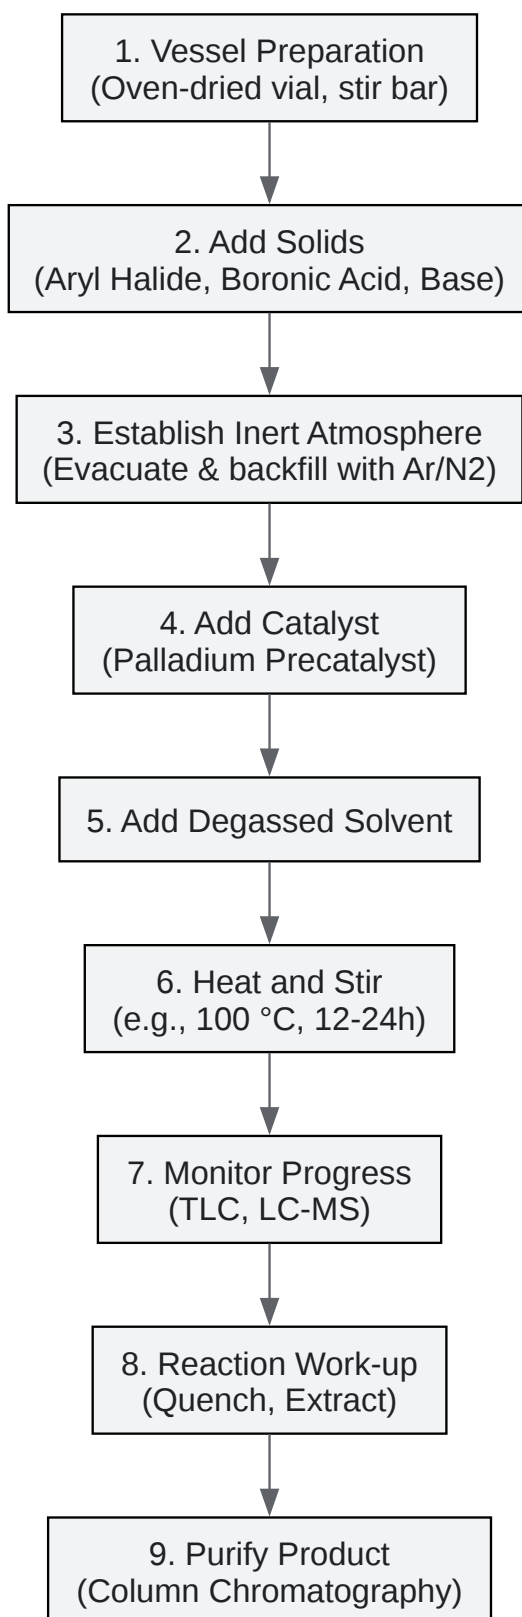 1. Vessel Preparation
(Oven-dried vial, stir bar)
2. Add Solids
(Aryl Halide, Boronic Acid, Base)
3. Establish Inert Atmosphere
(Evacuate & backfill with Ar/N2)
4. Add Catalyst
(Palladium Precatalyst)
5. Add Degassed Solvent
6. Heat and Stir
(e.g., 100 °C, 12-24h)
7. Monitor Progress
(TLC, LC-MS)
8. Reaction Work-up
(Quench, Extract)
9. Purify Product
(Column Chromatography)